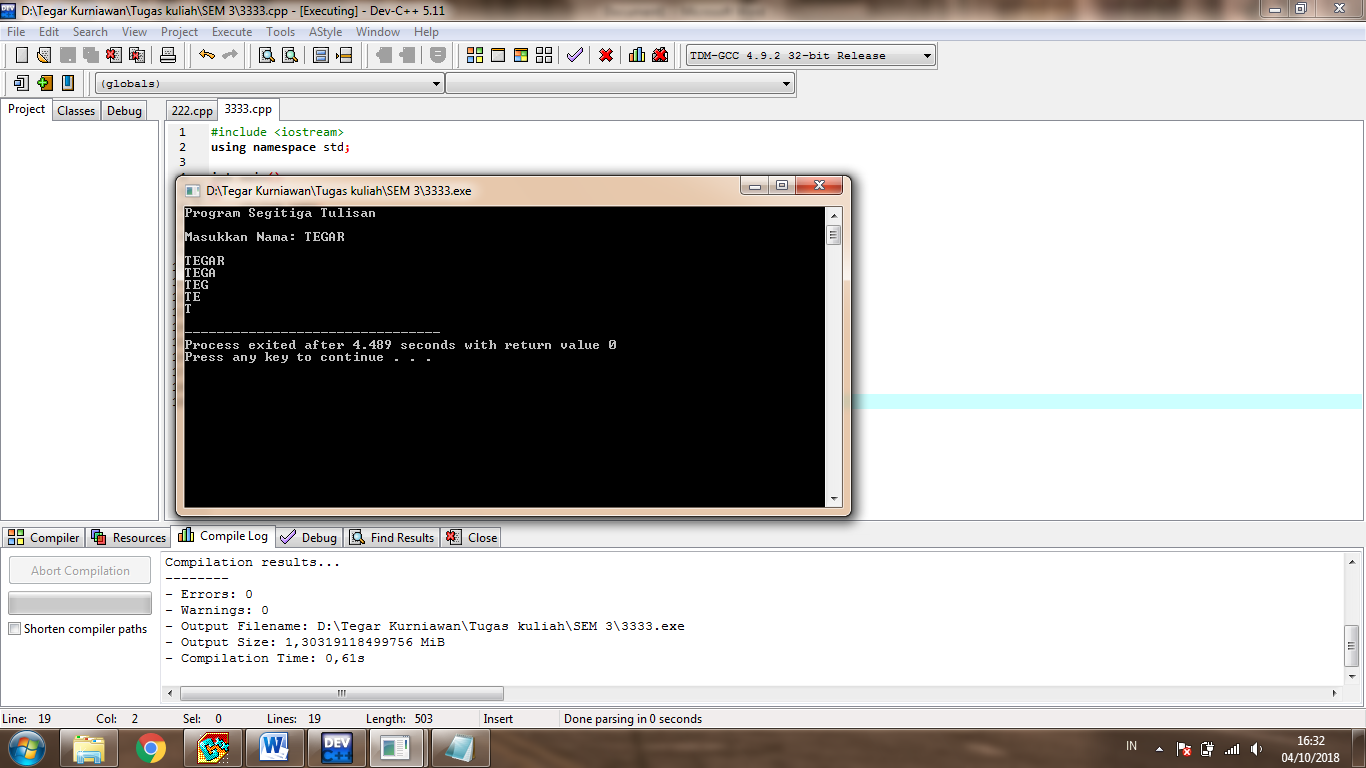 D:\Tegar Kurniawan\Tugas kuliah\SEM 3\3333.cpp - [Executing] - Dev-C++ 5.11
File Edit Search View Project Execute Tools AStyle Window Help
TDM-GCC 4.9.2 32-bit Release
(globals)
Project Classes Debug
222.cpp 3333.cpp
1 #include <iostream>
2 using namespace std;
3
D:\Tegar Kurniawan\Tugas kuliah\SEM 3\3333.exe
Program Segitiga Tulisan
Masukkan Nama: TEGAR
TEGAR
TEGA
TEG
TE
T
--------------------------------
Process exited after 4.489 seconds with return value 0
Press any key to continue . . .
Compiler Resources Compile Log Debug Find Results Close
Abort Compilation
Shorten compiler paths
Compilation results...
--------
- Errors: 0
- Warnings: 0
- Output Filename: D:\Tegar Kurniawan\Tugas kuliah\SEM 3\3333.exe
- Output Size: 1,30319118499756 MiB
- Compilation Time: 0,61s
Line: 19 Col: 2 Sel: 0 Lines: 19 Length: 503 Insert Done parsing in 0 seconds
DEV C++
IN
16:32
04/10/2018